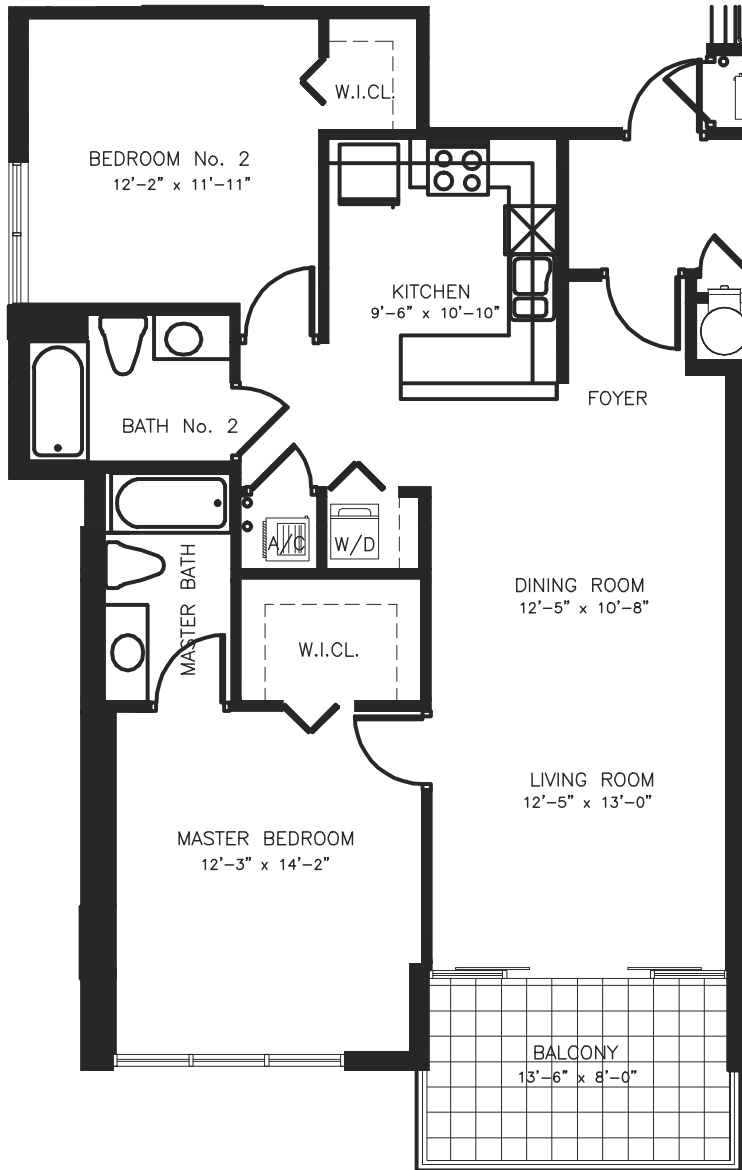 W.I.CL.
BEDROOM No. 2
12'-2" x 11'-11"
KITCHEN
9'-6" x 10'-10"
FOYER
BATH No. 2
A/C
W/D
MASTER BATH
DINING ROOM
12'-5" x 10'-8"
W.I.CL.
LIVING ROOM
12'-5" x 13'-0"
MASTER BEDROOM
12'-3" x 14'-2"
BALCONY
13'-6" x 8'-0"